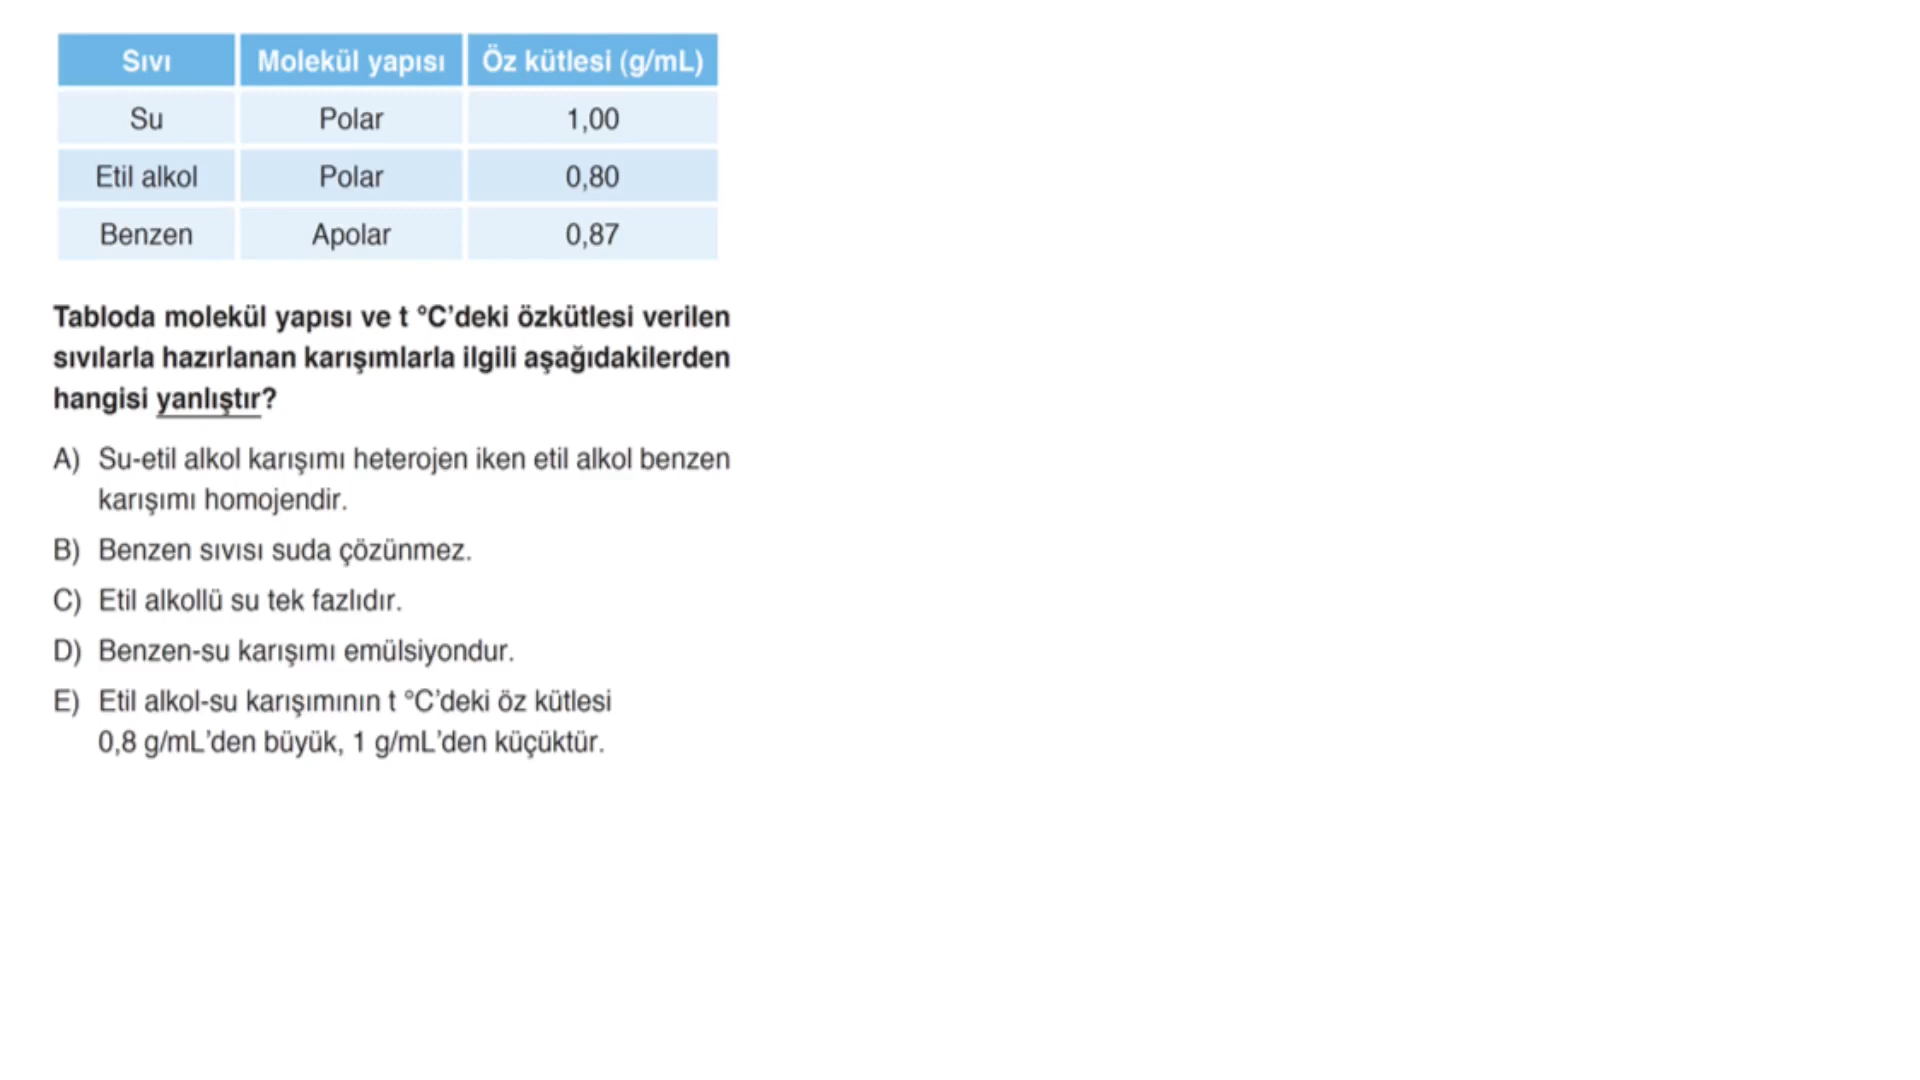 Sıvı Molekül yapısı Öz kütlesi (g/mL)
Su Polar 1,00
Etil alkol Polar 0,80
Benzen Apolar 0,87
Tabloda molekül yapısı ve t °C’deki özkütlesi verilen
sıvılarla hazırlanan karışımlarla ilgili aşağıdakilerden
hangisi yanlıştır?
A) Su-etil alkol karışımı heterojen iken etil alkol benzen
karışımı homojendir.
B) Benzen sıvısı suda çözünmez.
C) Etil alkollü su tek fazlıdır.
D) Benzen-su karışımı emülsiyondur.
E) Etil alkol-su karışımının t °C’deki öz kütlesi
0,8 g/mL’den büyük, 1 g/mL’den küçüktür.